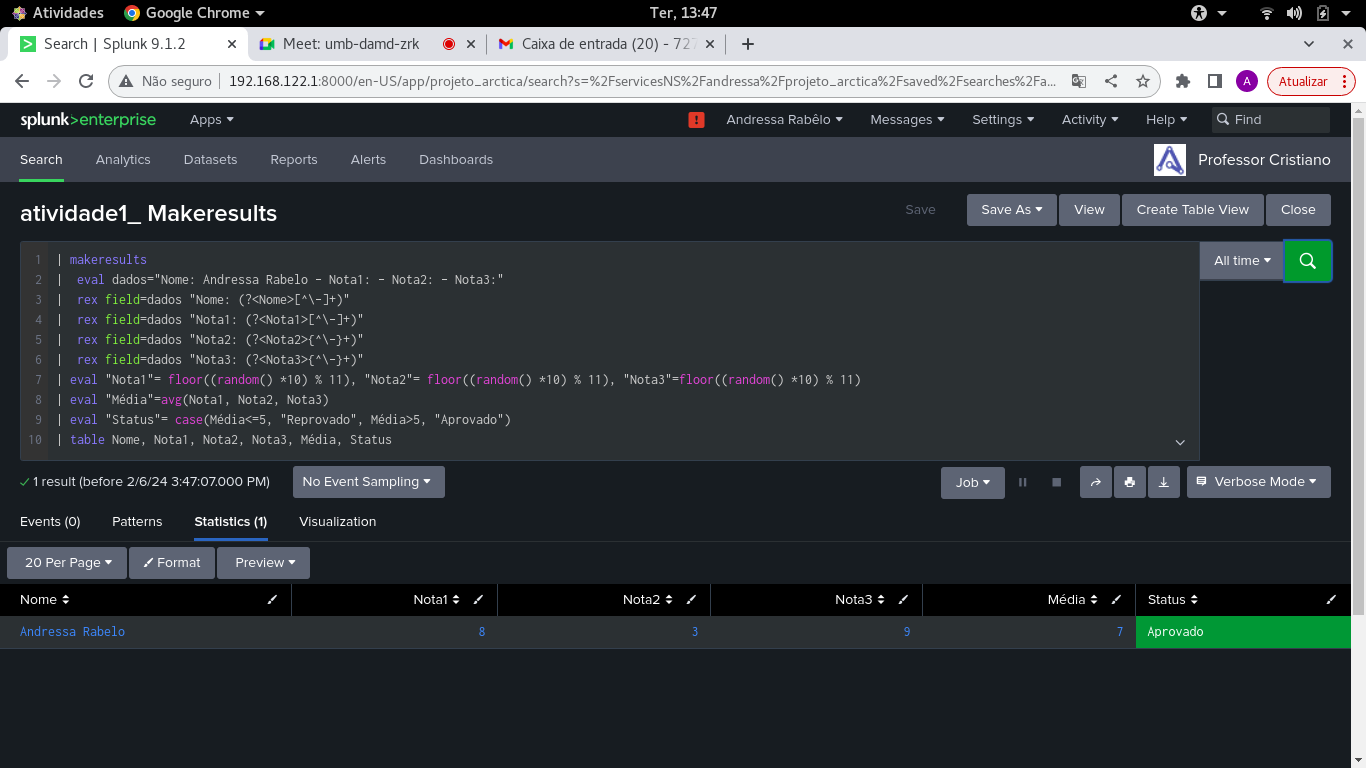 Atividades Google Chrome Ter, 13:47
Search | Splunk 9.1.2 Meet: umb-damd-zrk Caixa de entrada (20) - 727
Não seguro 192.168.122.1:8000/en-US/app/projeto_arctica/search?s=%2FservicesNS%2Fandressa%2Fprojeto_arctica%2Fsaved%2Fsearches%2Fa... A Atualizar
splunk>enterprise Apps ! Andressa Rabêlo Messages Settings Activity Help Find
Search Analytics Datasets Reports Alerts Dashboards Professor Cristiano
atividade1_ Makeresults Save Save As View Create Table View Close
1 | makeresults All time
2 |  eval dados="Nome: Andressa Rabelo - Nota1: - Nota2: - Nota3:"
3 |  rex field=dados "Nome: (?<Nome>[^\-]+)"
4 |  rex field=dados "Nota1: (?<Nota1>[^\-]+)"
5 |  rex field=dados "Nota2: (?<Nota2>{^\-}+)"
6 |  rex field=dados "Nota3: (?<Nota3>{^\-}+)"
7 | eval "Nota1"= floor((random() *10) % 11), "Nota2"= floor((random() *10) % 11), "Nota3"=floor((random() *10) % 11)
8 | eval "Média"=avg(Nota1, Nota2, Nota3)
9 | eval "Status"= case(Média<=5, "Reprovado", Média>5, "Aprovado")
10 | table Nome, Nota1, Nota2, Nota3, Média, Status
1 result (before 2/6/24 3:47:07.000 PM) No Event Sampling Job Verbose Mode
Events (0) Patterns Statistics (1) Visualization
20 Per Page Format Preview
Nome Nota1 Nota2 Nota3 Média Status
Andressa Rabelo 8 3 9 7 Aprovado